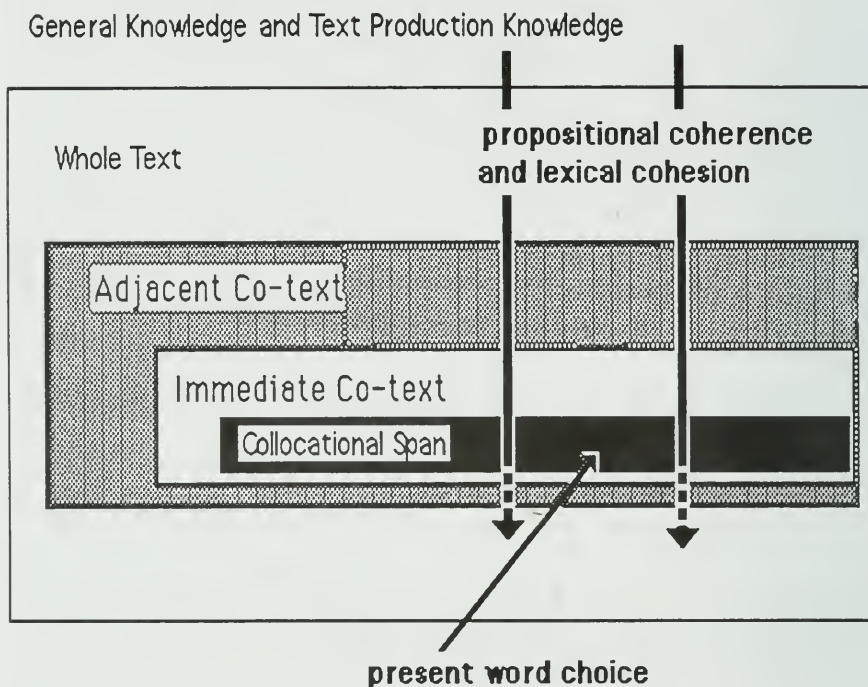 General Knowledge and Text Production Knowledge
propositional coherence
and lexical cohesion
Whole Text
Adjacent Co-text
Immediate Co-text
Collocational Span
present word choice